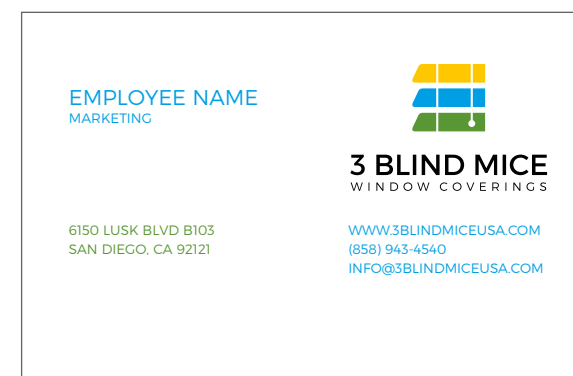 EMPLOYEE NAME
MARKETING
3 BLIND MICE
WINDOW COVERINGS
6150 LUSK BLVD B103
SAN DIEGO, CA 92121
WWW.3BLINDMICEUSA.COM
(858) 943-4540
INFO@3BLINDMICEUSA.COM